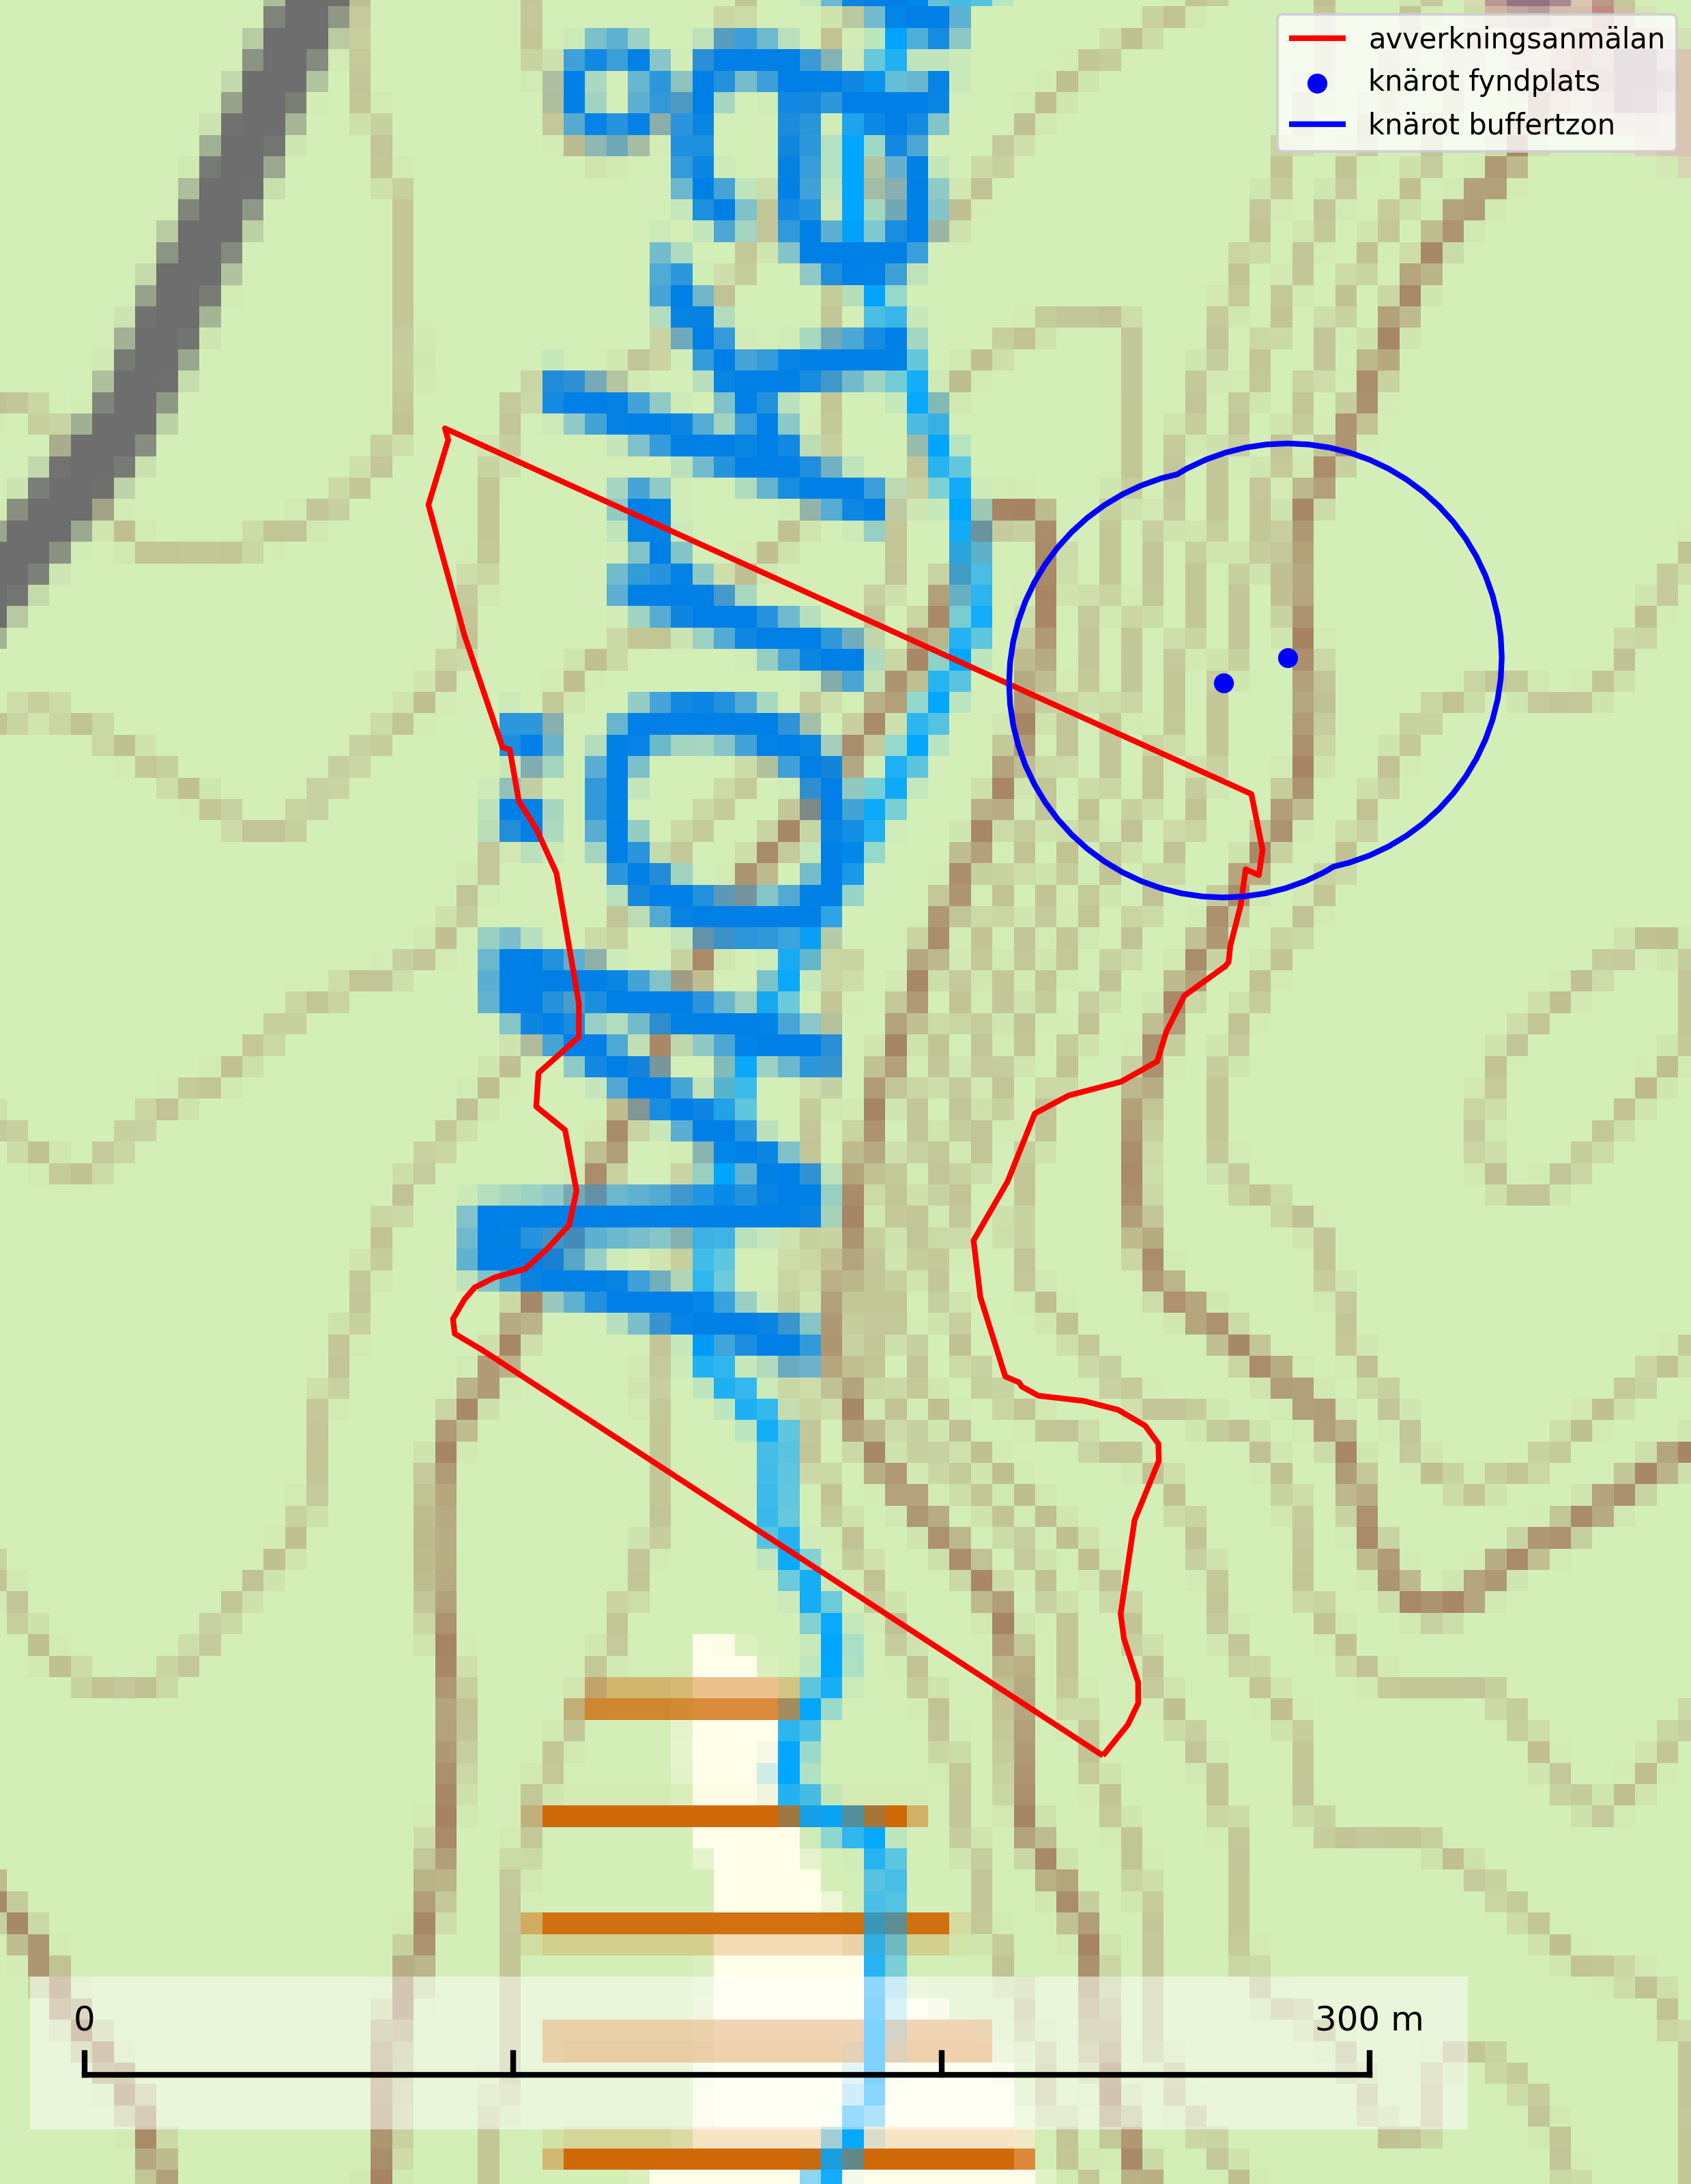 avverkningsanmälan
knärot fyndplats
knärot buffertzon
0
300 m